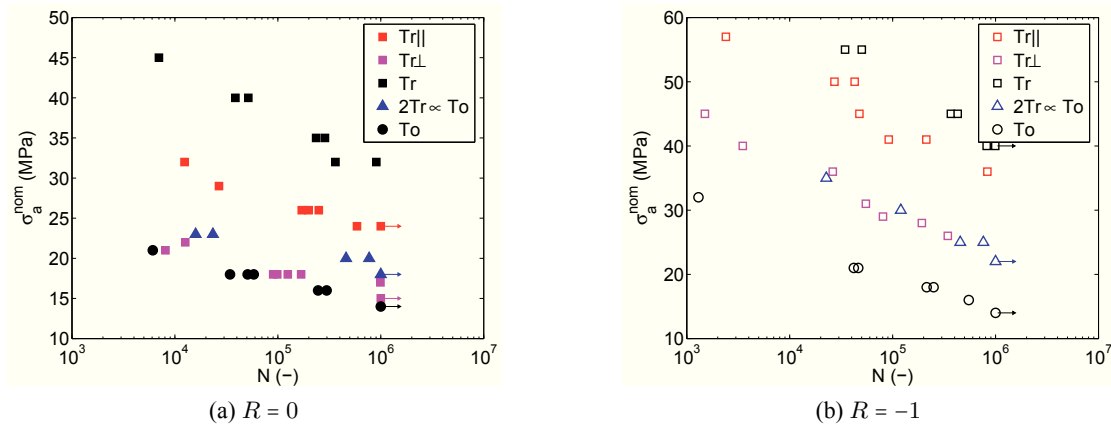 50
45
40
35
30
25
20
15
10
σ_a^nom (MPa)
10^3 10^4 10^5 10^6 10^7
N (−)
Tr||
Tr⊥
Tr
2Tr ∝ To
To
(a) R = 0
60
50
40
30
20
10
σ_a^nom (MPa)
10^3 10^4 10^5 10^6 10^7
N (−)
Tr||
Tr⊥
Tr
2Tr ∝ To
To
(b) R = −1